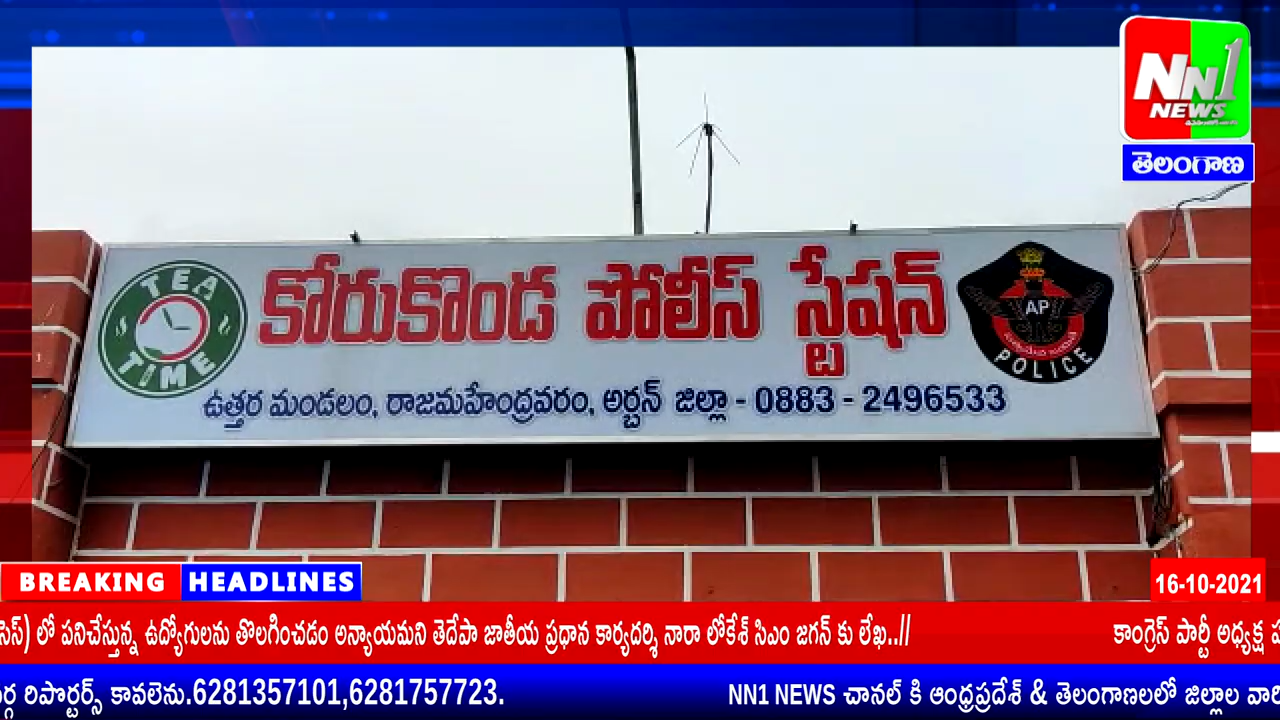 NN1
NEWS
తెలంగాణ
TEA
TIME
కోరుకొండ పోలీస్ స్టేషన్
AP
POLICE
ఉత్తర మండలం, రాజమహేంద్రవరం, అర్బన్ జిల్లా - 0883 - 2496533
BREAKING HEADLINES
16-10-2021
లో పనిచేస్తున్న ఉద్యోగులను తొలగించడం అన్యాయమని తెదేపా జాతీయ ప్రధాన కార్యదర్శి నారా లోకేశ్ సిఎం జగన్ కు లేఖ..// కాంగ్రెస్ పార్టీ అధ్యక్ష
రిపొర్టర్స్ కావలెను.6281357101,6281757723. NN1 NEWS చానల్ కి ఆంధ్రప్రదేశ్ & తెలంగాణలలో జిల్లాల